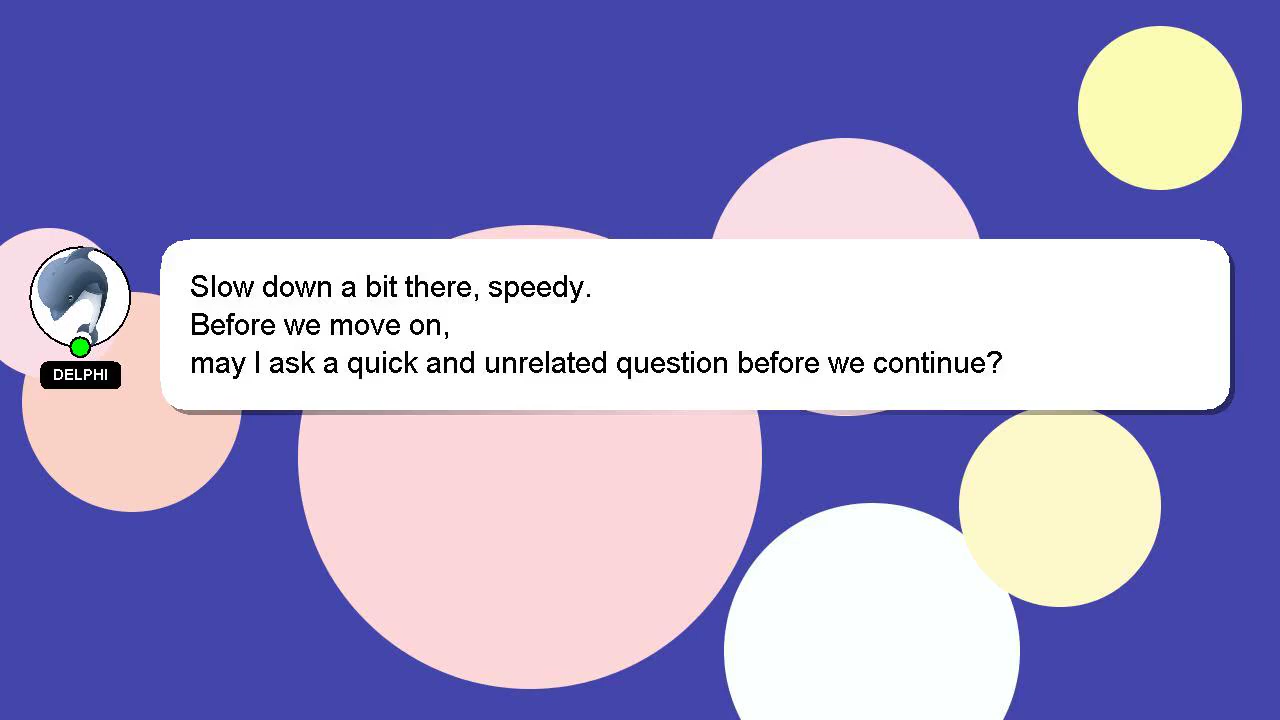 Slow down a bit there, speedy.
Before we move on,
may I ask a quick and unrelated question before we continue?
DELPHI